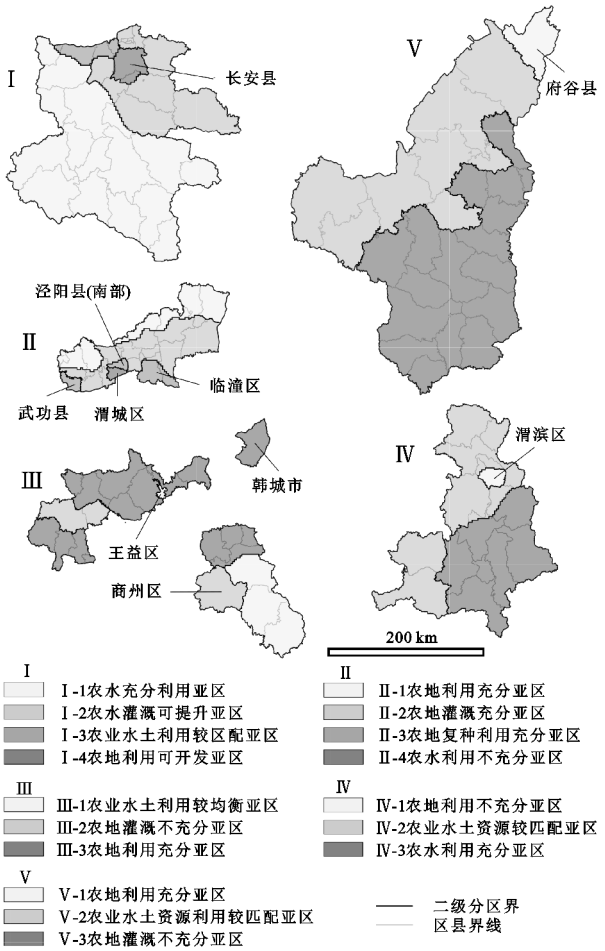 I
长安县
V
府谷县
泾阳县(南部)
II
武功县
渭城区
临潼区
III
韩城市
王益区
商州区
IV
渭滨区
200 km
I
I-1农水充分利用亚区
I-2农水灌溉可提升亚区
I-3农业水土利用较区配亚区
I-4农地利用可开发亚区
II
II-1农地利用充分亚区
II-2农地灌溉充分亚区
II-3农地复种利用充分亚区
II-4农水利用不充分亚区
III
III-1农业水土利用较均衡亚区
III-2农地灌溉不充分亚区
III-3农地利用充分亚区
IV
IV-1农地利用不充分亚区
IV-2农业水土资源较匹配亚区
IV-3农水利用充分亚区
V
V-1农地利用充分亚区
V-2农业水土资源利用较匹配亚区
V-3农地灌溉不充分亚区
二级分区界
区县界线